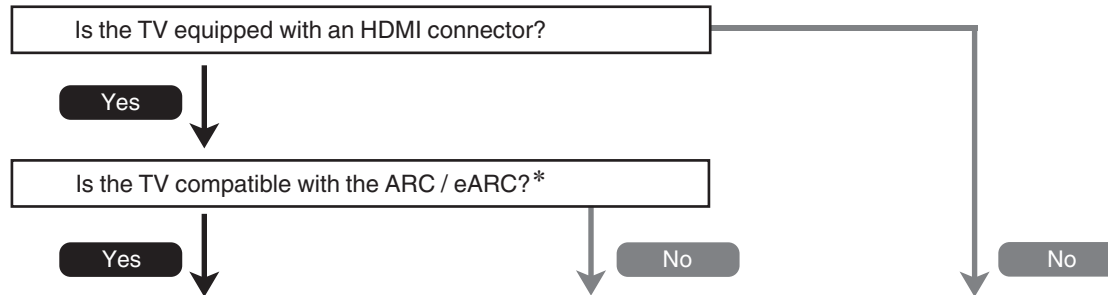 Is the TV equipped with an HDMI connector?
Yes
Is the TV compatible with the ARC / eARC?*
Yes
No
No